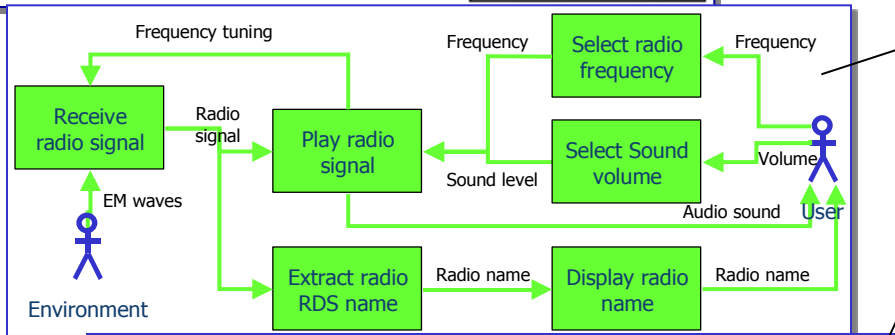 Frequency tuning
Frequency
Select radio
frequency
Frequency
Receive
radio signal
Radio
signal
Play radio
signal
Select Sound
volume
Volume
Sound level
EM waves
Audio sound
User
Extract radio
RDS name
Radio name
Display radio
name
Radio name
Environment